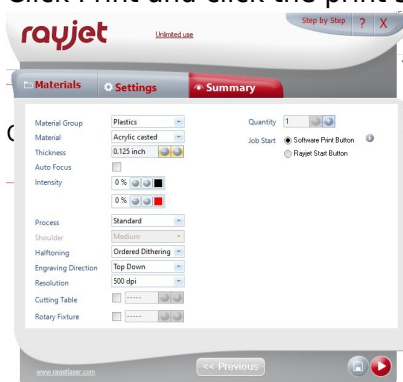 Click Print and click the print
rayjet
Unlimited use
Step by Step ? X
Materials Settings Summary
Material Group Plastics Quantity 1
Material Acrylic casted Job Start Software Print Button
Thickness 0.125 inch Rayjet Start Button
Auto Focus
Intensity 0 %
0 %
Process Standard
Shoulder Medium
Halftoning Ordered Dithering
Engraving Direction Top Down
Resolution 500 dpi
Cutting Table -----
Rotary Fixture -----
www.rayjetlaser.com << Previous